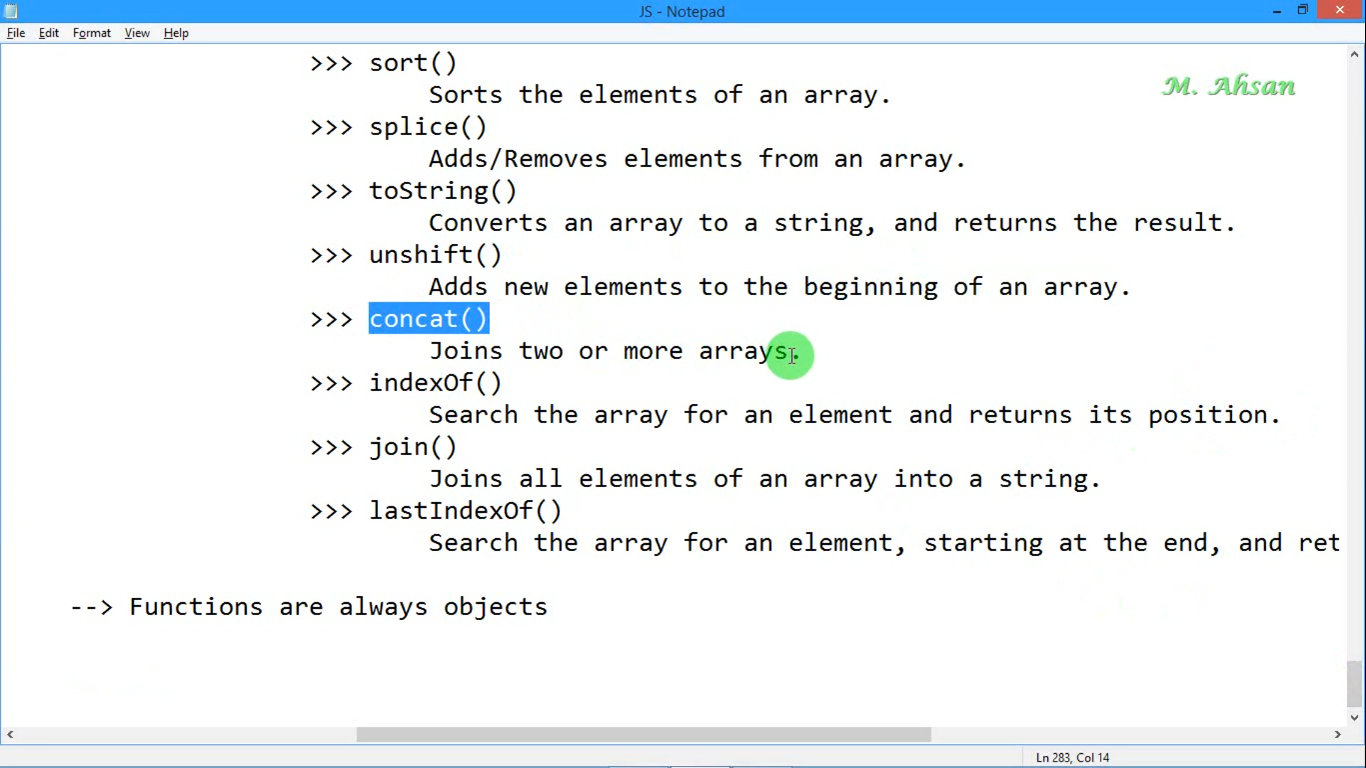 JS - Notepad
File Edit Format View Help
>>> sort()
M. Ahsan
Sorts the elements of an array.
>>> splice()
Adds/Removes elements from an array.
>>> toString()
Converts an array to a string, and returns the result.
>>> unshift()
Adds new elements to the beginning of an array.
>>> concat()
Joins two or more arrays.
>>> indexOf()
Search the array for an element and returns its position.
>>> join()
Joins all elements of an array into a string.
>>> lastIndexOf()
Search the array for an element, starting at the end, and ret
--> Functions are always objects
Ln 283, Col 14